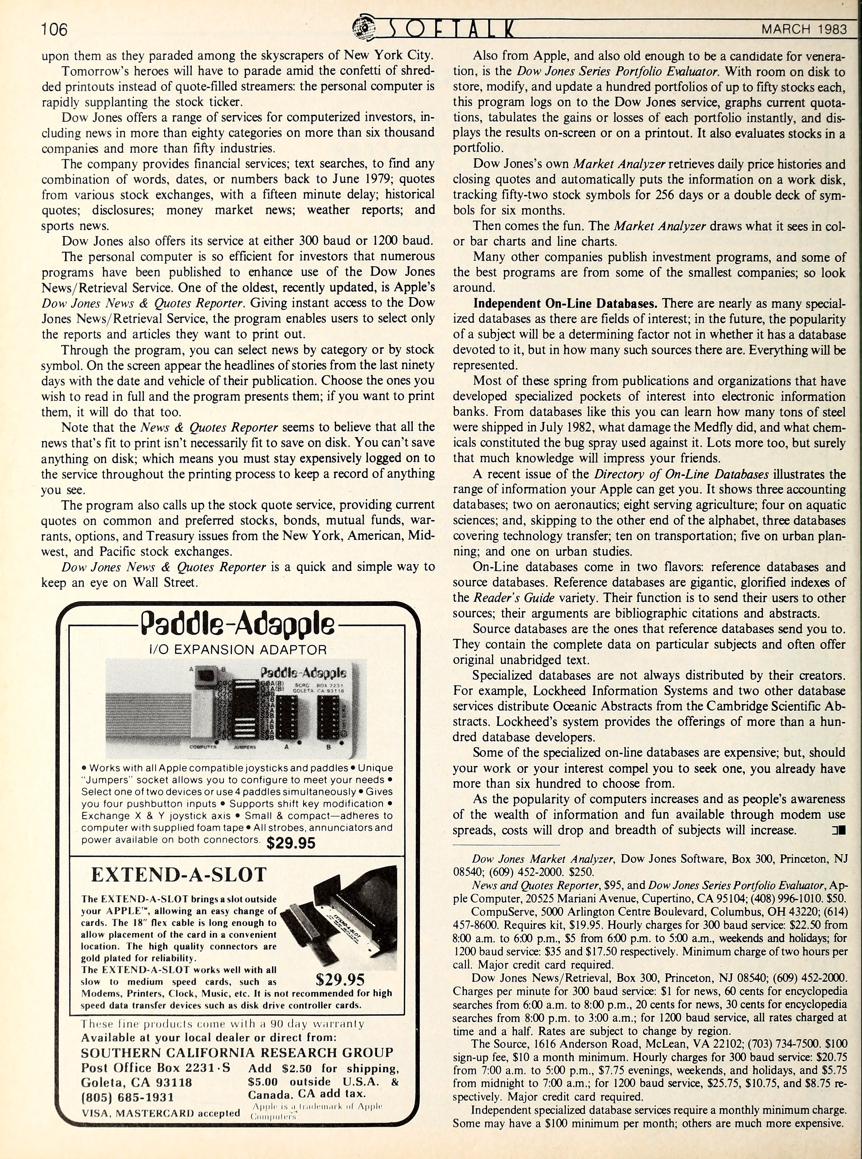 106
SOFTALK
MARCH 1983
upon them as they paraded among the skyscrapers of New York City.
Tomorrow's heroes will have to parade amid the confetti of shred-
ded printouts instead of quote-filled streamers: the personal computer is
rapidly supplanting the stock ticker.
Dow Jones offers a range of services for computerized investors, in-
cluding news in more than eighty categories on more than six thousand
companies and more than fifty industries.
The company provides financial services; text searches, to find any
combination of words, dates, or numbers back to June 1979; quotes
from various stock exchanges, with a fifteen minute delay; historical
quotes; disclosures; money market news; weather reports; and
sports news.
Dow Jones also offers its service at either 300 baud or 1200 baud.
The personal computer is so efficient for investors that numerous
programs have been published to enhance use of the Dow Jones
News/Retrieval Service. One of the oldest, recently updated, is Apple's
Dow Jones News & Quotes Reporter. Giving instant access to the Dow
Jones News/Retrieval Service, the program enables users to select only
the reports and articles they want to print out.
Through the program, you can select news by category or by stock
symbol. On the screen appear the headlines of stories from the last ninety
days with the date and vehicle of their publication. Choose the ones you
wish to read in full and the program presents them; if you want to print
them, it will do that too.
Note that the News & Quotes Reporter seems to believe that all the
news that's fit to print isn't necessarily fit to save on disk. You can't save
anything on disk; which means you must stay expensively logged on to
the service throughout the printing process to keep a record of anything
you see.
The program also calls up the stock quote service, providing current
quotes on common and preferred stocks, bonds, mutual funds, war-
rants, options, and Treasury issues from the New York, American, Mid-
west, and Pacific stock exchanges.
Dow Jones News & Quotes Reporter is a quick and simple way to
keep an eye on Wall Street.
Paddle-Adapple
I/O EXPANSION ADAPTOR
A
B
Paddle-Adapple
SCRG BOX 2231
GOLETA CA 93118
COMPUTER
JUMPERS
A
B
• Works with all Apple compatible joysticks and paddles • Unique
"Jumpers" socket allows you to configure to meet your needs •
Select one of two devices or use 4 paddles simultaneously • Gives
you four pushbutton inputs • Supports shift key modification •
Exchange X & Y joystick axis • Small & compact—adheres to
computer with supplied foam tape • All strobes, annunciators and
power available on both connectors. $29.95
EXTEND-A-SLOT
The EXTEND-A-SLOT brings a slot outside
your APPLE™, allowing an easy change of
cards. The 18" flex cable is long enough to
allow placement of the card in a convenient
location. The high quality connectors are
gold plated for reliability.
The EXTEND-A-SLOT works well with all
slow to medium speed cards, such as
Modems, Printers, Clock, Music, etc. It is not recommended for high
speed data transfer devices such as disk drive controller cards.
EXTEND-A-SLOT
$29.95
These fine products come with a 90 day warranty
Available at your local dealer or direct from:
SOUTHERN CALIFORNIA RESEARCH GROUP
Post Office Box 2231-S
Goleta, CA 93118
(805) 685-1931
VISA, MASTERCARD accepted
Add $2.50 for shipping,
$5.00 outside U.S.A. &
Canada. CA add tax.
Apple is a trademark of Apple
Computers
Also from Apple, and also old enough to be a candidate for venera-
tion, is the Dow Jones Series Portfolio Evaluator. With room on disk to
store, modify, and update a hundred portfolios of up to fifty stocks each,
this program logs on to the Dow Jones service, graphs current quota-
tions, tabulates the gains or losses of each portfolio instantly, and dis-
plays the results on-screen or on a printout. It also evaluates stocks in a
portfolio.
Dow Jones's own Market Analyzer retrieves daily price histories and
closing quotes and automatically puts the information on a work disk,
tracking fifty-two stock symbols for 256 days or a double deck of sym-
bols for six months.
Then comes the fun. The Market Analyzer draws what it sees in col-
or bar charts and line charts.
Many other companies publish investment programs, and some of
the best programs are from some of the smallest companies; so look
around.
Independent On-Line Databases. There are nearly as many special-
ized databases as there are fields of interest; in the future, the popularity
of a subject will be a determining factor not in whether it has a database
devoted to it, but in how many such sources there are. Everything will be
represented.
Most of these spring from publications and organizations that have
developed specialized pockets of interest into electronic information
banks. From databases like this you can learn how many tons of steel
were shipped in July 1982, what damage the Medfly did, and what chem-
icals constituted the bug spray used against it. Lots more too, but surely
that much knowledge will impress your friends.
A recent issue of the Directory of On-Line Databases illustrates the
range of information your Apple can get you. It shows three accounting
databases; two on aeronautics; eight serving agriculture; four on aquatic
sciences; and, skipping to the other end of the alphabet, three databases
covering technology transfer; ten on transportation; five on urban plan-
ning; and one on urban studies.
On-Line databases come in two flavors: reference databases and
source databases. Reference databases are gigantic, glorified indexes of
the Reader's Guide variety. Their function is to send their users to other
sources; their arguments are bibliographic citations and abstracts.
Source databases are the ones that reference databases send you to.
They contain the complete data on particular subjects and often offer
original unabridged text.
Specialized databases are not always distributed by their creators.
For example, Lockheed Information Systems and two other database
services distribute Oceanic Abstracts from the Cambridge Scientific Ab-
stracts. Lockheed's system provides the offerings of more than a hun-
dred database developers.
Some of the specialized on-line databases are expensive; but, should
your work or your interest compel you to seek one, you already have
more than six hundred to choose from.
As the popularity of computers increases and as people's awareness
of the wealth of information and fun available through modem use
spreads, costs will drop and breadth of subjects will increase.
Dow Jones Market Analyzer, Dow Jones Software, Box 300, Princeton, NJ
08540; (609) 452-2000. $250.
News and Quotes Reporter, $95, and Dow Jones Series Portfolio Evaluator, Ap-
ple Computer, 20525 Mariani Avenue, Cupertino, CA 95104; (408) 996-1010. $50.
CompuServe, 5000 Arlington Centre Boulevard, Columbus, OH 43220; (614)
457-8600. Requires kit, $19.95. Hourly charges for 300 baud service: $22.50 from
8:00 a.m. to 6:00 p.m., $5 from 6:00 p.m. to 5:00 a.m., weekends and holidays; for
1200 baud service: $35 and $17.50 respectively. Minimum charge of two hours per
call. Major credit card required.
Dow Jones News/Retrieval, Box 300, Princeton, NJ 08540; (609) 452-2000.
Charges per minute for 300 baud service: $1 for news, 60 cents for encyclopedia
searches from 6:00 a.m. to 8:00 p.m., 20 cents for news, 30 cents for encyclopedia
searches from 8:00 p.m. to 3:00 a.m.; for 1200 baud service, all rates charged at
time and a half. Rates are subject to change by region.
The Source, 1616 Anderson Road, McLean, VA 22102; (703) 734-7500. $100
sign-up fee, $10 a month minimum. Hourly charges for 300 baud service: $20.75
from 7:00 a.m. to 5:00 p.m., $7.75 evenings, weekends, and holidays, and $5.75
from midnight to 7:00 a.m.; for 1200 baud service, $25.75, $10.75, and $8.75 re-
spectively. Major credit card required.
Independent specialized database services require a monthly minimum charge.
Some may have a $100 minimum per month; others are much more expensive.